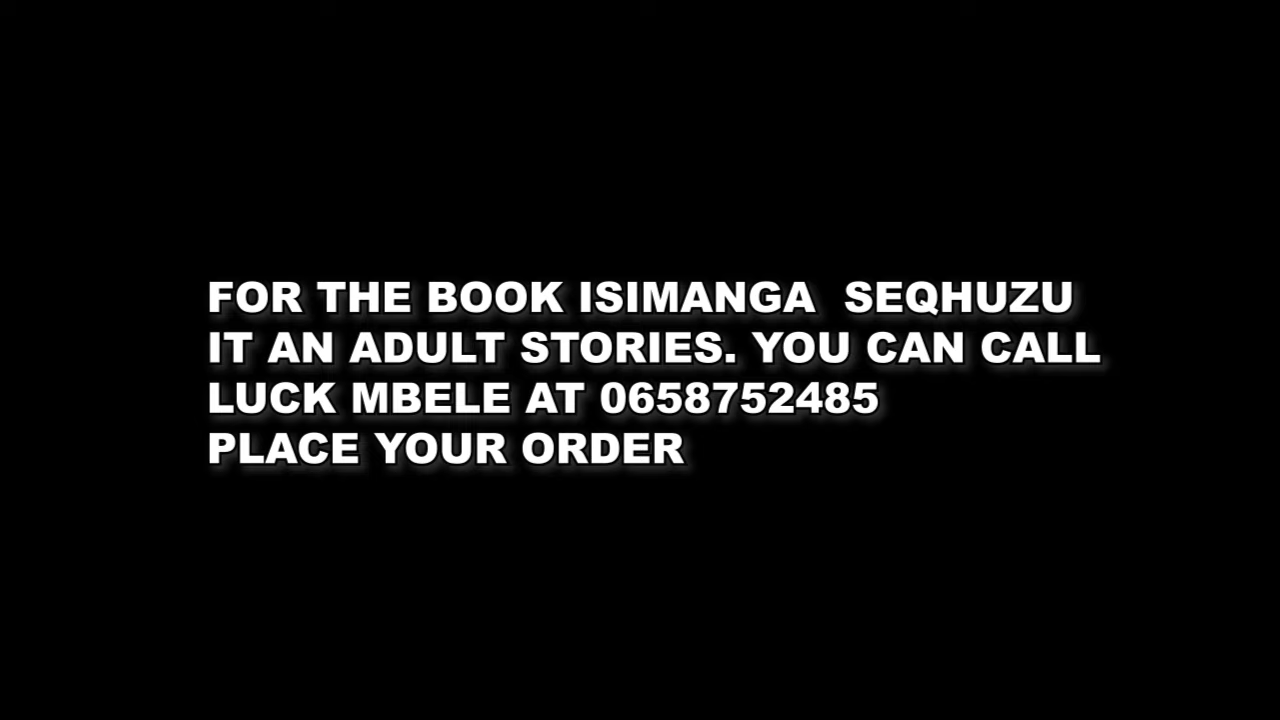 FOR THE BOOK ISIMANGA  SEQHUZU
IT AN ADULT STORIES. YOU CAN CALL
LUCK MBELE AT 0658752485
PLACE YOUR ORDER